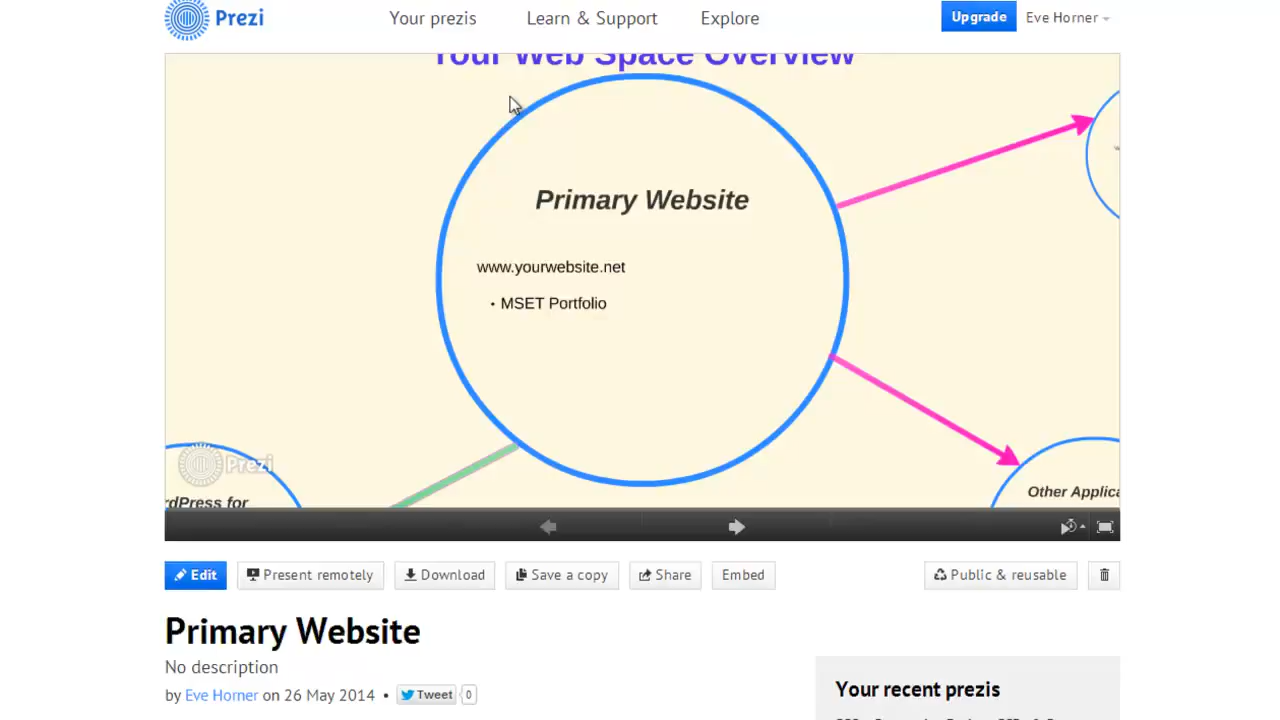 Prezi
Your prezis
Learn & Support
Explore
Upgrade
Eve Horner
Your Web Space Overview
Primary Website
www.yourwebsite.net
• MSET Portfolio
Prezi
rdPress for
Other Applica
Edit
Present remotely
Download
Save a copy
Share
Embed
Public & reusable
Primary Website
No description
by Eve Horner on 26 May 2014 • Tweet 0
Your recent prezis